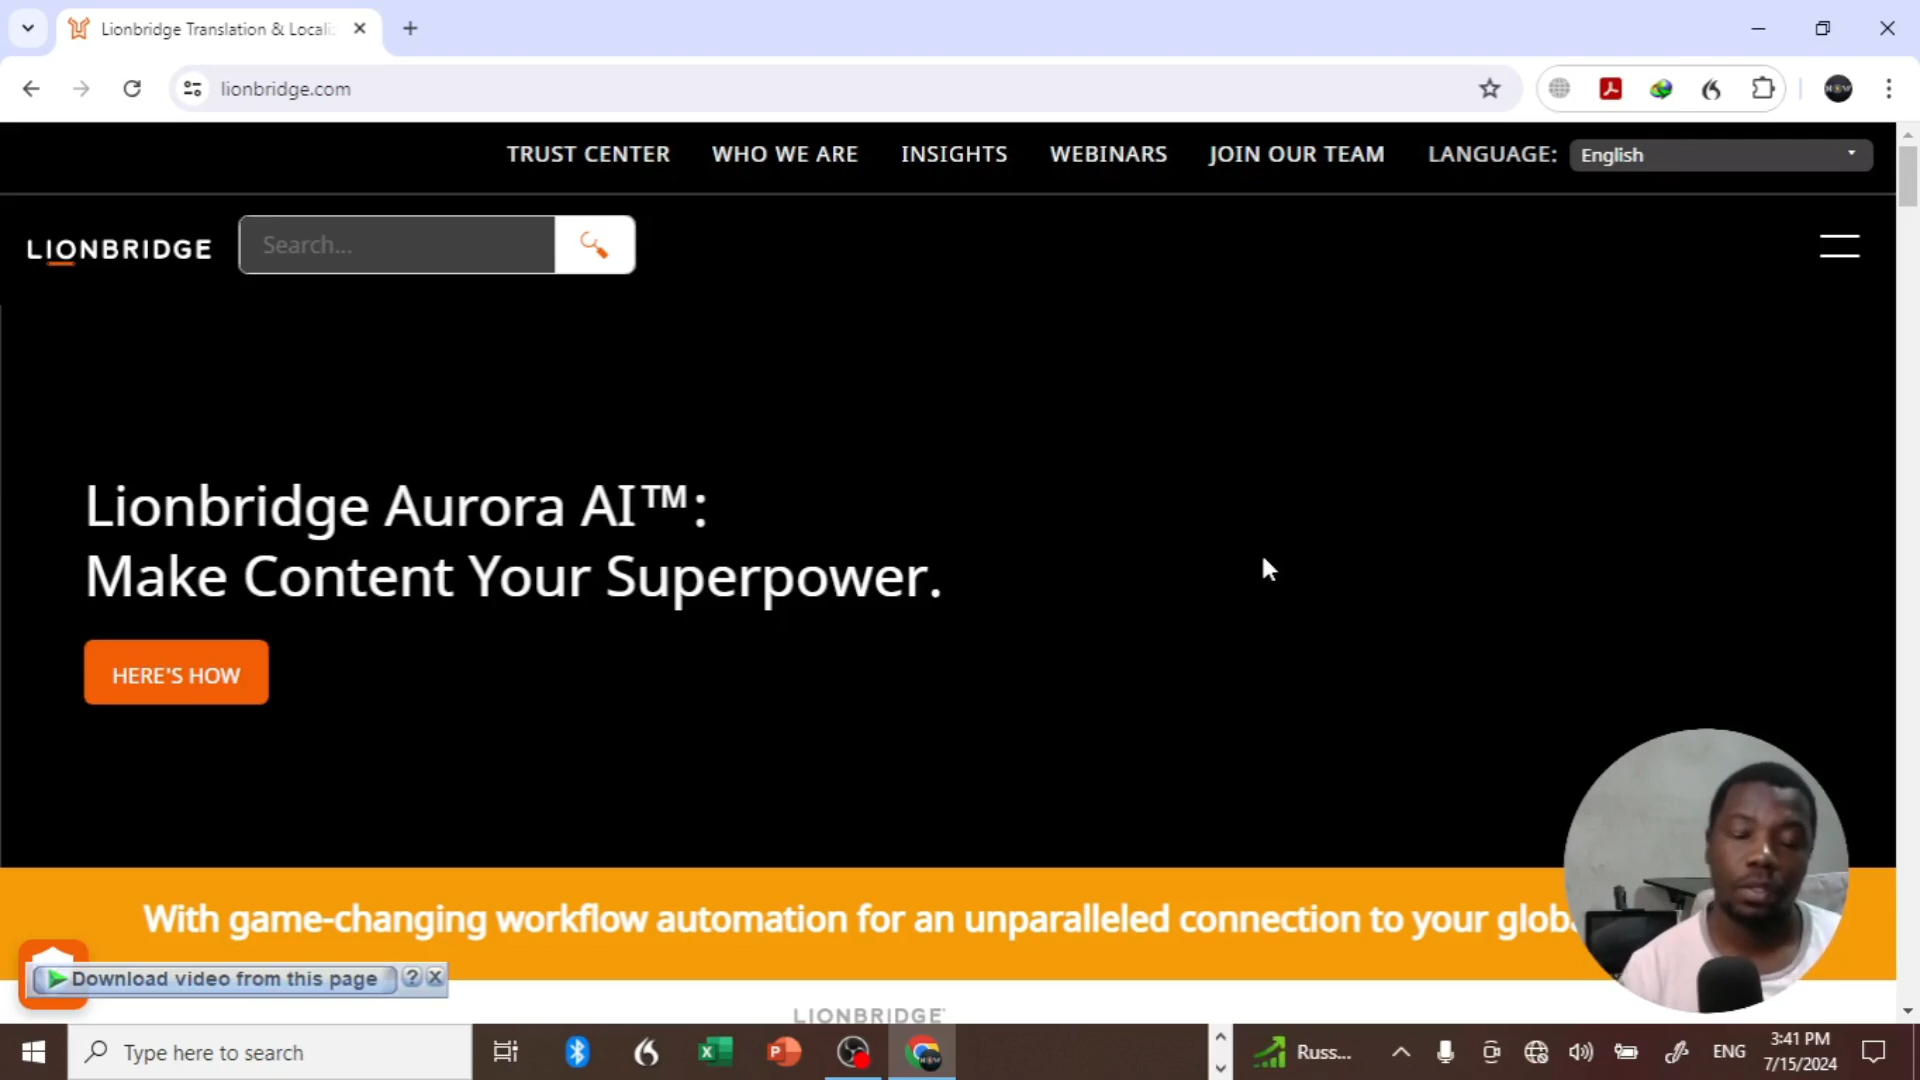 Lionbridge Translation & Locali
lionbridge.com
TRUST CENTER WHO WE ARE INSIGHTS WEBINARS JOIN OUR TEAM LANGUAGE: English
LIONBRIDGE Search...
Lionbridge Aurora AI™:
Make Content Your Superpower.
HERE'S HOW
With game-changing workflow automation for an unparalleled connection to your globa
Download video from this page
LIONBRIDGE
Type here to search
Russ...
ENG
3:41 PM
7/15/2024